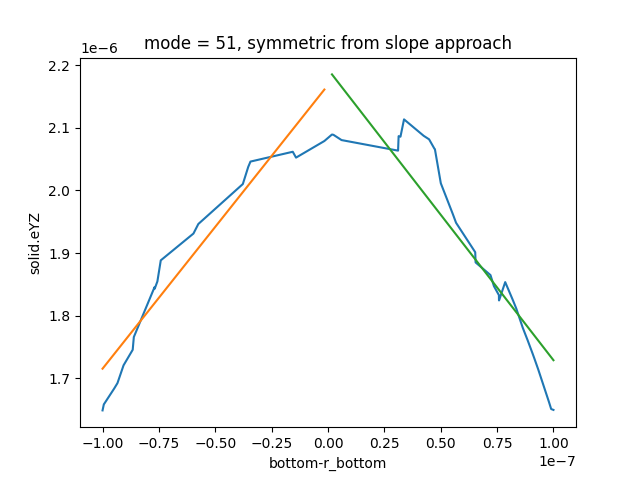 mode = 51, symmetric from slope approach
1e−6
2.2
2.1
2.0
1.9
1.8
1.7
solid.eYZ
−1.00 −0.75 −0.50 −0.25 0.00 0.25 0.50 0.75 1.00
bottom-r_bottom
1e−7